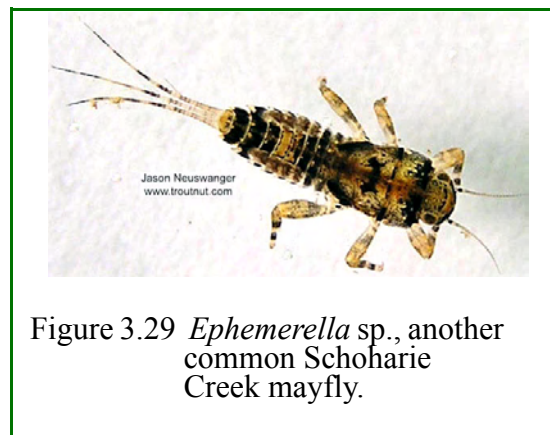 Jason Neuswanger
www.troutnut.com
Figure 3.29 Ephemerella sp., another
common Schoharie
Creek mayfly.